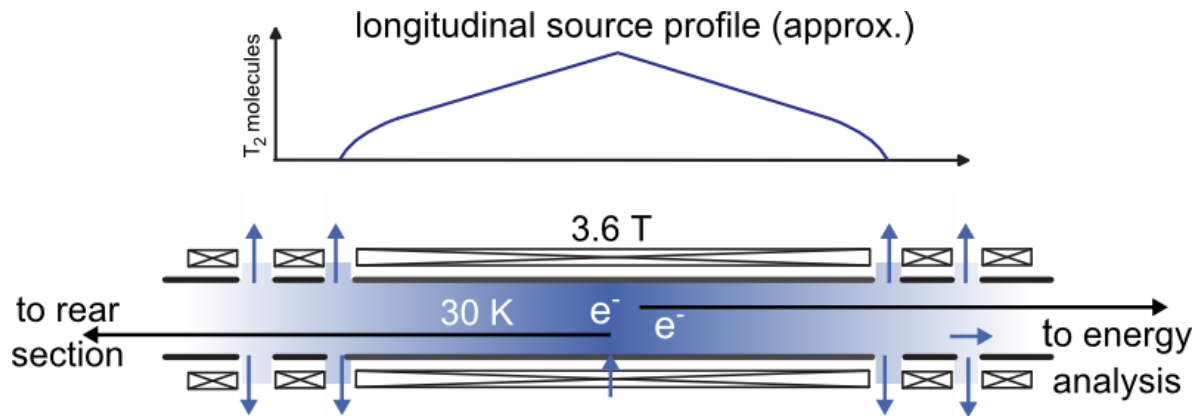 longitudinal source profile (approx.)
T₂ molecules
3.6 T
30 K
e⁻
e⁻
to rear
section
to energy
analysis